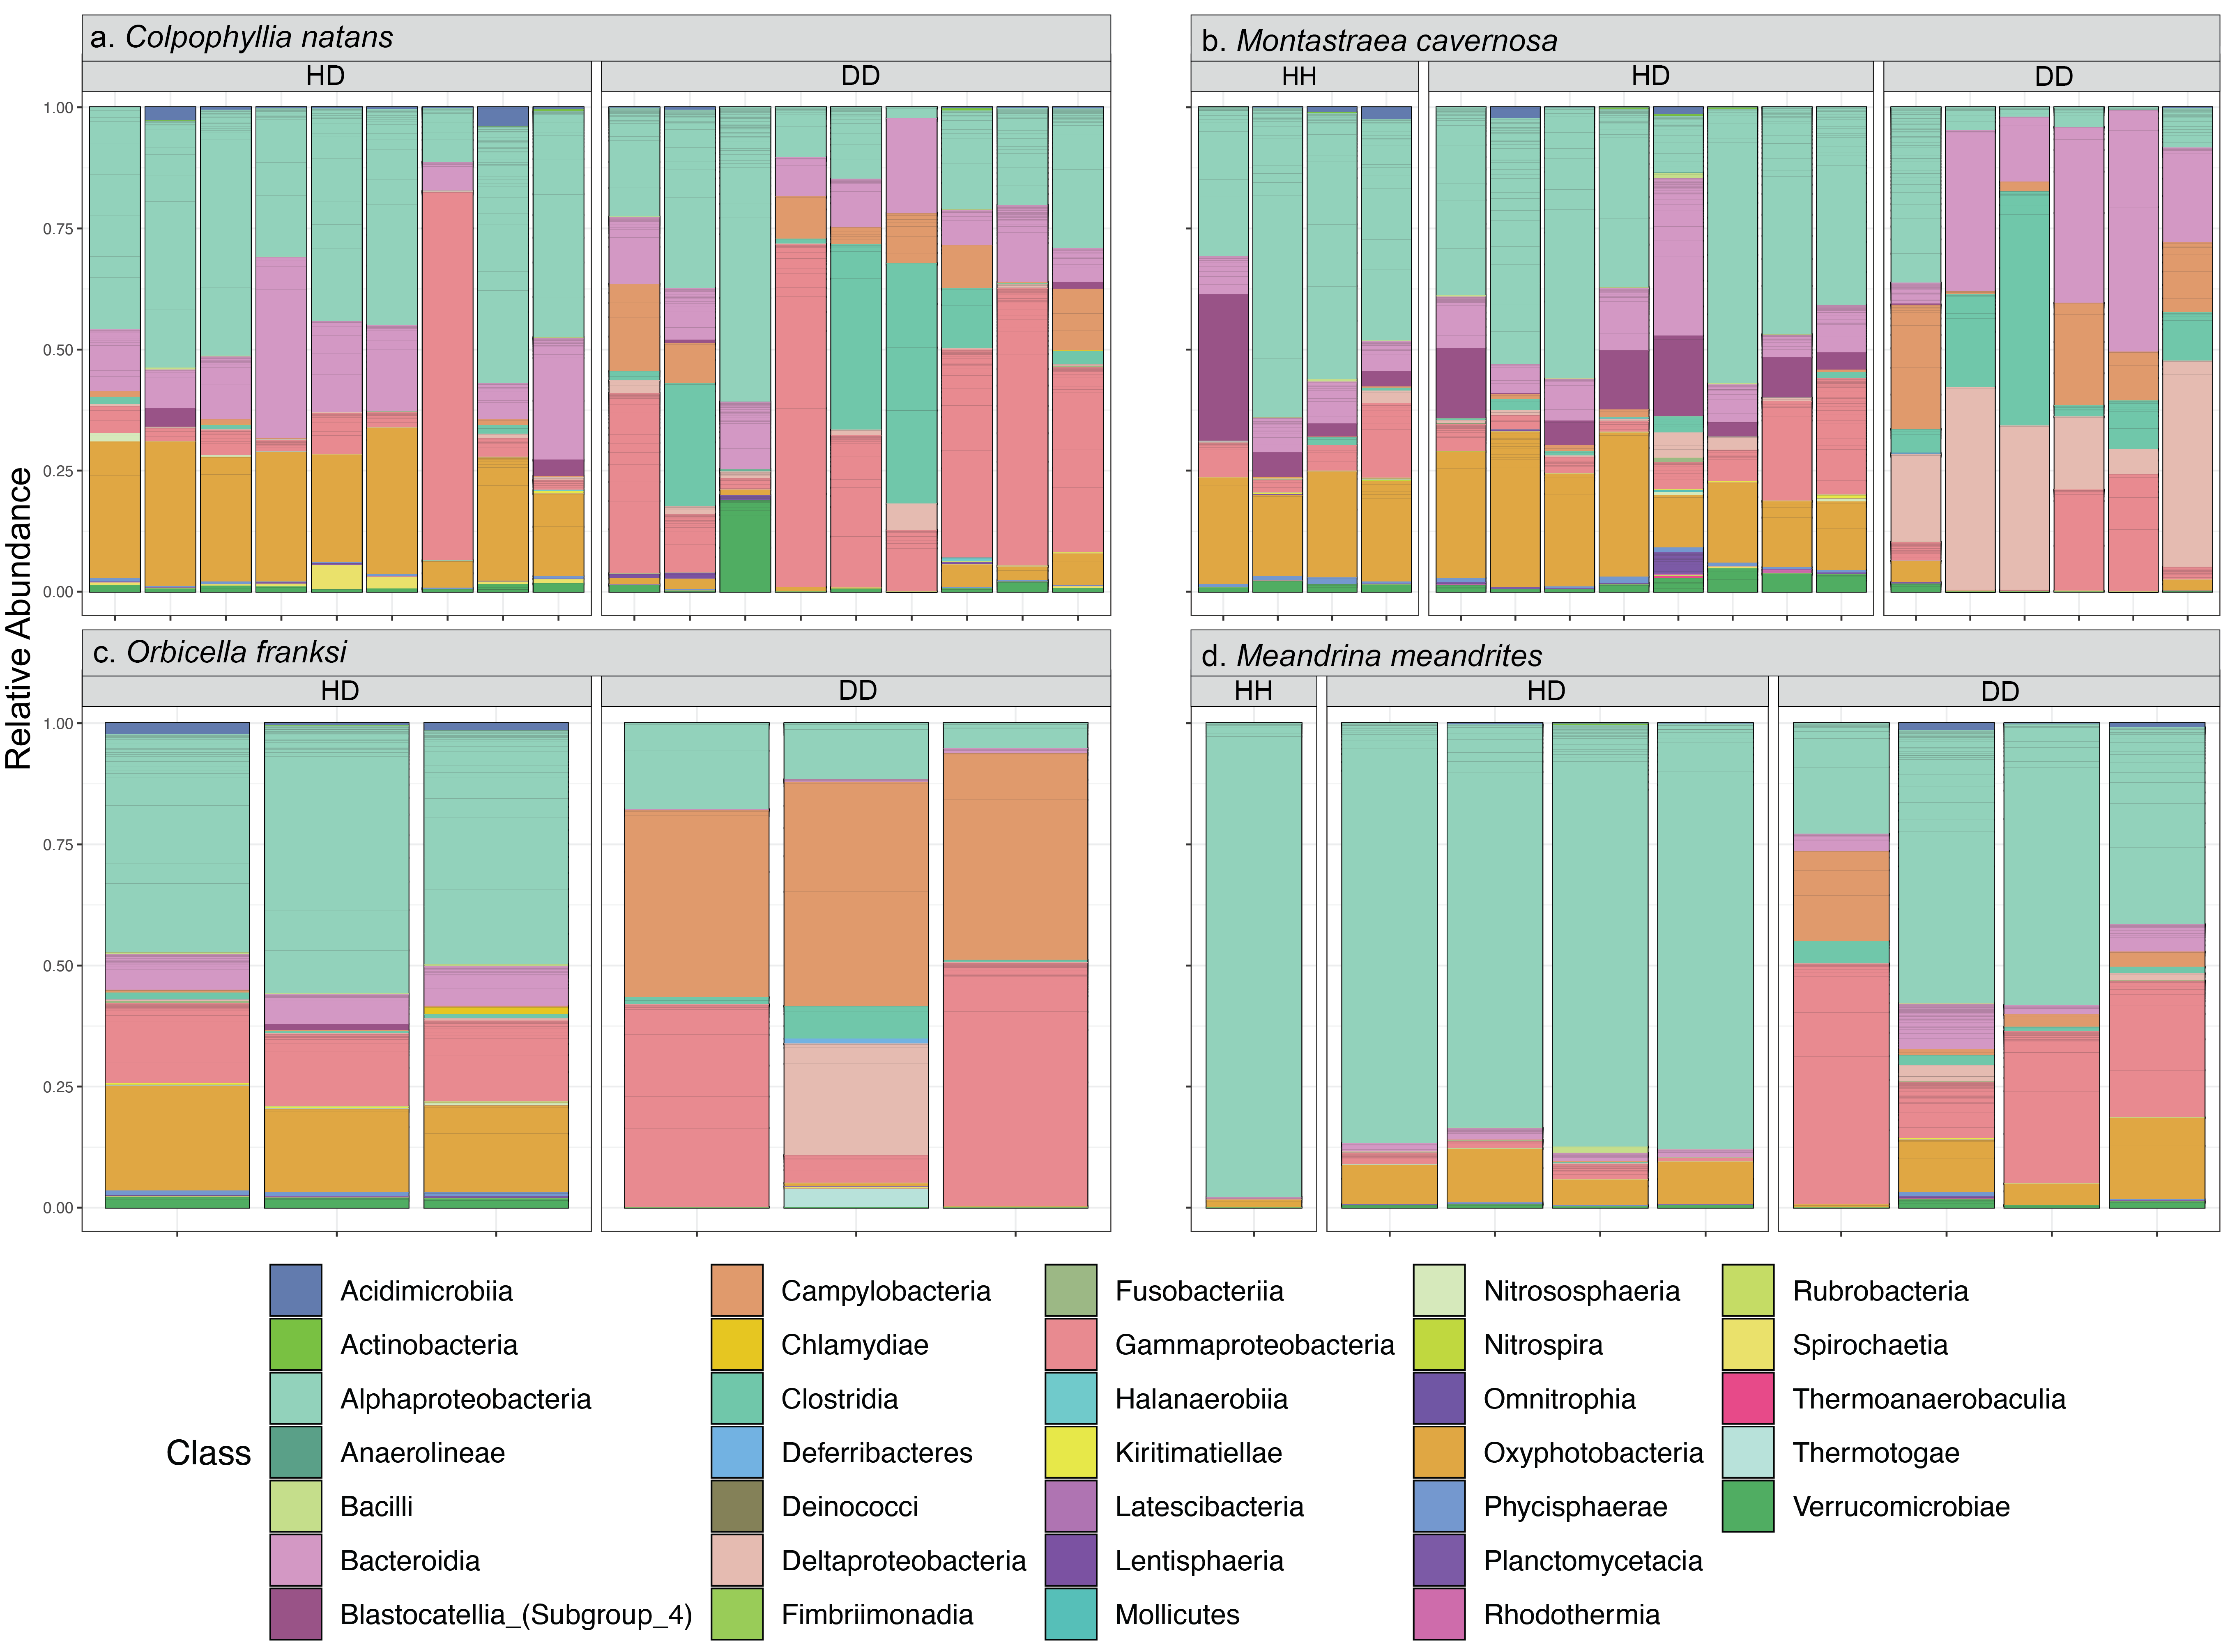 a. Colpophyllia natans
b. Montastraea cavernosa
HD
DD
HH
HD
DD
1.00
0.75
0.50
0.25
0.00
Relative Abundance
c. Orbicella franksi
d. Meandrina meandrites
HD
DD
HH
HD
DD
1.00
0.75
0.50
0.25
0.00
Class
Acidimicrobiia
Actinobacteria
Alphaproteobacteria
Anaerolineae
Bacilli
Bacteroidia
Blastocatellia_(Subgroup_4)
Campylobacteria
Chlamydiae
Clostridia
Deferribacteres
Deinococci
Deltaproteobacteria
Fimbriimonadia
Fusobacteriia
Gammaproteobacteria
Halanaerobiia
Kiritimatiellae
Latescibacteria
Lentisphaeria
Mollicutes
Nitrososphaeria
Nitrospira
Omnitrophia
Oxyphotobacteria
Phycisphaerae
Planctomycetacia
Rhodothermia
Rubrobacteria
Spirochaetia
Thermoanaerobaculia
Thermotogae
Verrucomicrobiae